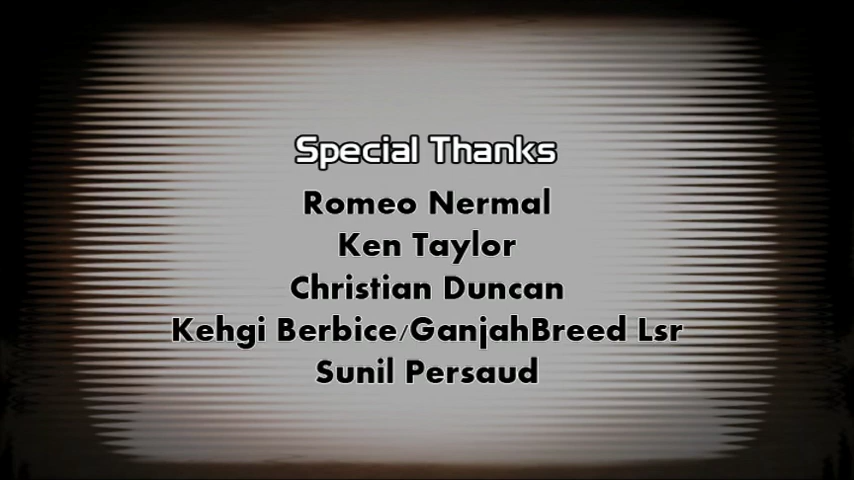 Special Thanks
Romeo Nermal
Ken Taylor
Christian Duncan
Kehgi Berbice/GanjahBreed Lsr
Sunil Persaud